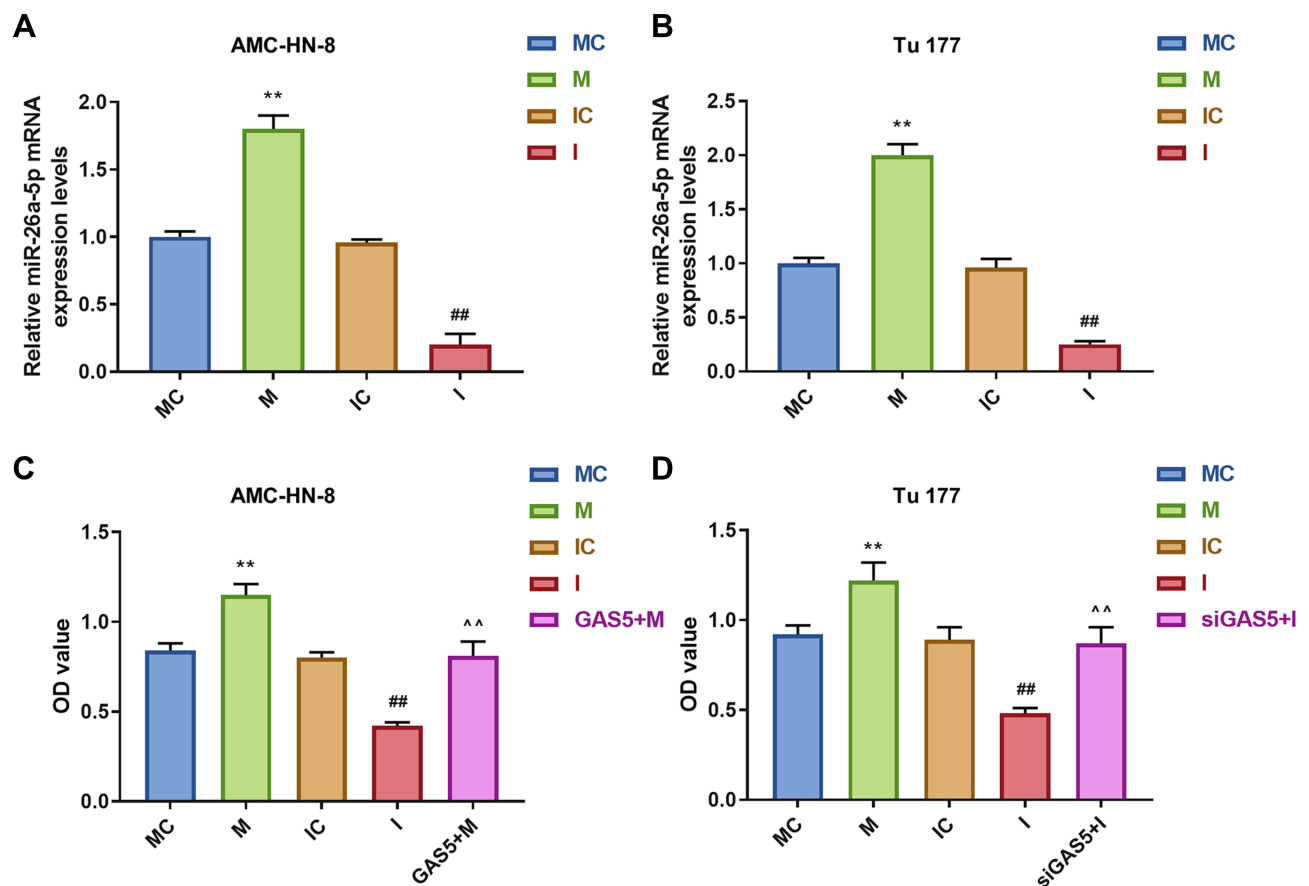 A
AMC-HN-8
MC
M
IC
I
Relative miR-26a-5p mRNA
expression levels
2.0
1.5
1.0
0.5
0.0
**
##
MC
M
IC
I
B
Tu 177
MC
M
IC
I
Relative miR-26a-5p mRNA
expression levels
2.5
2.0
1.5
1.0
0.5
0.0
**
##
MC
M
IC
I
C
AMC-HN-8
MC
M
IC
I
GAS5+M
OD value
1.5
1.0
0.5
0.0
**
##
^^
MC
M
IC
I
GAS5+M
D
Tu 177
MC
M
IC
I
siGAS5+I
OD value
1.5
1.0
0.5
0.0
**
##
^^
MC
M
IC
I
siGAS5+I